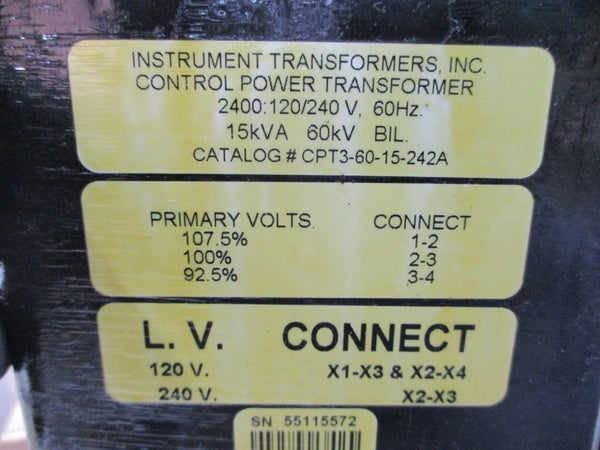 INSTRUMENT TRANSFORMERS, INC.
CONTROL POWER TRANSFORMER
2400:120/240 V, 60Hz.
15kVA 60kV BIL.
CATALOG # CPT3-60-15-242A
PRIMARY VOLTS. CONNECT
107.5% 1-2
100% 2-3
92.5% 3-4
L. V. CONNECT
120 V. X1-X3 & X2-X4
240 V. X2-X3
SN 55115572